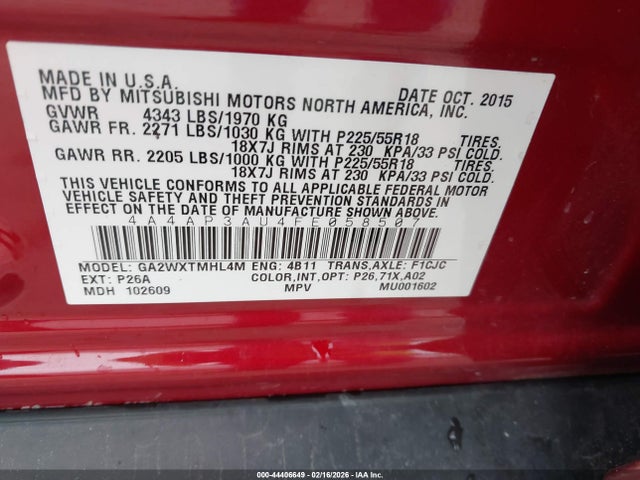 MADE IN U.S.A. DATE OCT. 2015
MFD BY MITSUBISHI MOTORS NORTH AMERICA, INC.
GVWR 4343 LBS/1970 KG
GAWR FR. 2271 LBS/1030 KG WITH P225/55R18 TIRES.
18X7J RIMS AT 230 KPA/33 PSI COLD.
GAWR RR. 2205 LBS/1000 KG WITH P225/55R18 TIRES.
18X7J RIMS AT 230 KPA/33 PSI COLD.
THIS VEHICLE CONFORMS TO ALL APPLICABLE FEDERAL MOTOR
VEHICLE SAFETY AND THEFT PREVENTION STANDARDS IN
EFFECT ON THE DATE OF MANUFACTURE SHOWN ABOVE.
4A4AP3AU4FE058507
MODEL: GA2WXTMHL4M ENG: 4B11 TRANS,AXLE: F1CJC
EXT: P26A COLOR,INT,OPT: P26,71X,A02
MDH 102609 MPV MU001602
000-44406649 - 02/16/2026 - IAA Inc.